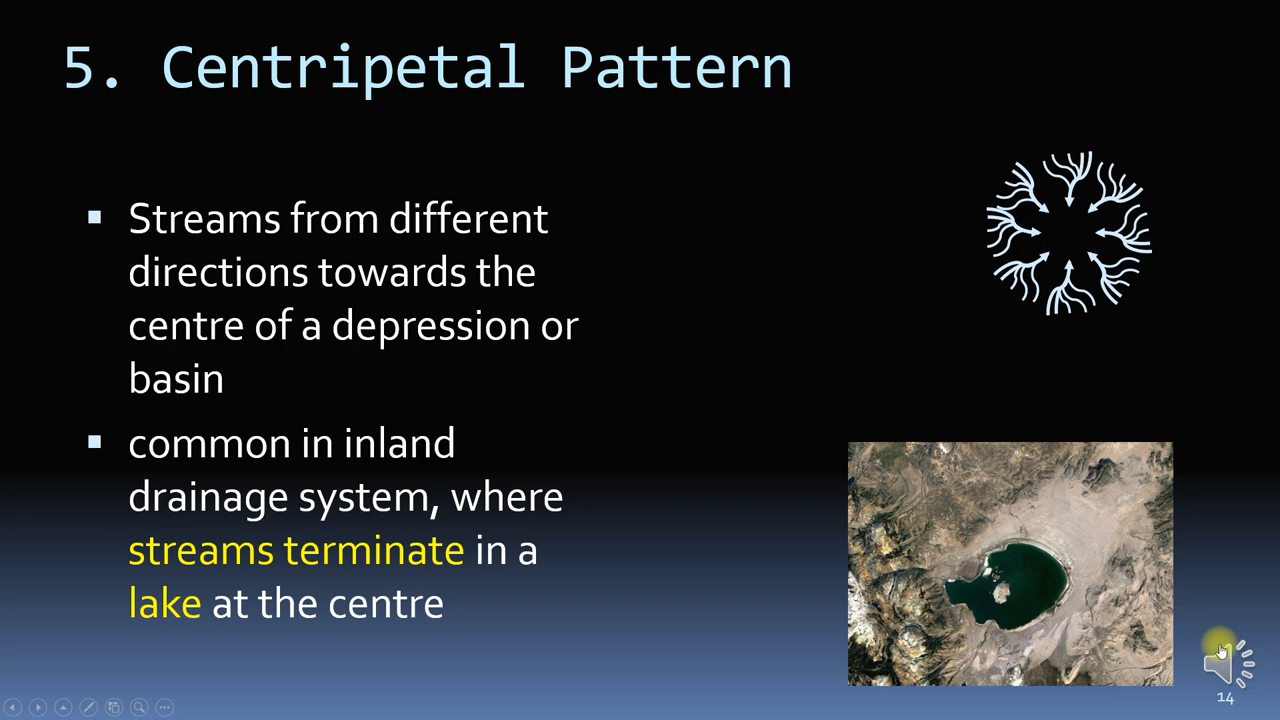 5. Centripetal Pattern
▪ Streams from different
directions towards the
centre of a depression or
basin
▪ common in inland
drainage system, where
streams terminate in a
lake at the centre
14